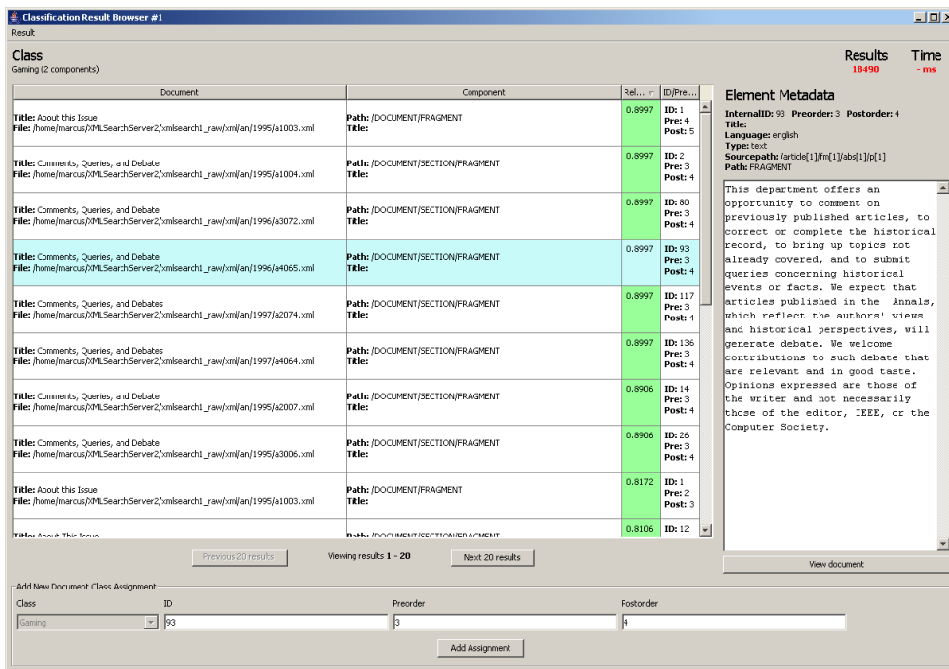 Classification Result Browser #1
Result
Class
Gaming (2 components)
Results
18490
Time
- ms
Document Component Rel... ID/Pre...
Title: About this Issue
File: /home/marcus/XMLSearchServer2/xmlsearch1_raw/xml/an/1995/a1003.xml
Path: /DOCUMENT/FRAGMENT
Title:
0.8997
ID: 1
Pre: 4
Post: 5
Title: Comments, Queries, and Debate
File: /home/marcus/XMLSearchServer2/xmlsearch1_raw/xml/an/1995/a1004.xml
Path: /DOCUMENT/SECTION/FRAGMENT
Title:
0.8997
ID: 2
Pre: 3
Post: 4
Title: Comments, Queries, and Debate
File: /home/marcus/XMLSearchServer2/xmlsearch1_raw/xml/an/1996/a3072.xml
Path: /DOCUMENT/SECTION/FRAGMENT
Title:
0.8997
ID: 80
Pre: 3
Post: 4
Title: Comments, Queries, and Debate
File: /home/marcus/XMLSearchServer2/xmlsearch1_raw/xml/an/1996/a4065.xml
Path: /DOCUMENT/SECTION/FRAGMENT
Title:
0.8997
ID: 93
Pre: 3
Post: 4
Title: Comments, Queries, and Debates
File: /home/marcus/XMLSearchServer2/xmlsearch1_raw/xml/an/1997/a2074.xml
Path: /DOCUMENT/SECTION/FRAGMENT
Title:
0.8997
ID: 117
Pre: 3
Post: 4
Title: Comments, Queries, and Debates
File: /home/marcus/XMLSearchServer2/xmlsearch1_raw/xml/an/1997/a4064.xml
Path: /DOCUMENT/SECTION/FRAGMENT
Title:
0.8997
ID: 136
Pre: 3
Post: 4
Title: Comments, Queries, and Debate
File: /home/marcus/XMLSearchServer2/xmlsearch1_raw/xml/an/1995/a2007.xml
Path: /DOCUMENT/SECTION/FRAGMENT
Title:
0.8906
ID: 14
Pre: 3
Post: 4
Title: Comments, Queries, and Debate
File: /home/marcus/XMLSearchServer2/xmlsearch1_raw/xml/an/1995/a3006.xml
Path: /DOCUMENT/SECTION/FRAGMENT
Title:
0.8906
ID: 26
Pre: 3
Post: 4
Title: About this Issue
File: /home/marcus/XMLSearchServer2/xmlsearch1_raw/xml/an/1995/a1003.xml
Path: /DOCUMENT/FRAGMENT
Title:
0.8172
ID: 1
Pre: 2
Post: 3
Title: About This Issue
Path: /DOCUMENT/SECTION/FRAGMENT
0.8106
ID: 12
Previous 20 results
Viewing results 1 - 20
Next 20 results
Element Metadata
InternalID: 93 Preorder: 3 Postorder: 4
Title:
Language: english
Type: text
Sourcepath: /article[1]/fm[1]/abs[1]/p[1]
Path: FRAGMENT
This department offers an
opportunity to comment on
previously published articles, to
correct or complete the historical
record, to bring up topics not
already covered, and to submit
queries concerning historical
events or facts. We expect that
articles published in the Annals,
which reflect the authors' views
and historical perspectives, will
generate debate. We welcome
contributions to such debate that
are relevant and in good taste.
Opinions expressed are those of
the writer and not necessarily
those of the editor, IEEE, or the
Computer Society.
View document
Add New Document Class Assignment
Class ID Preorder Postorder
Gaming 93 3 4
Add Assignment